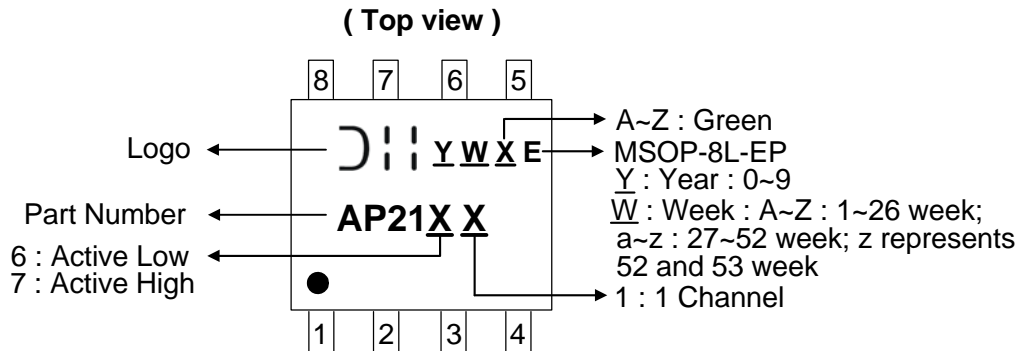 ( Top view )
8 7 6 5
Logo
Y W X E
A~Z : Green
MSOP-8L-EP
Y : Year : 0~9
W : Week : A~Z : 1~26 week;
a~z : 27~52 week; z represents
52 and 53 week
Part Number
AP21X X
6 : Active Low
7 : Active High
1 : 1 Channel
1 2 3 4